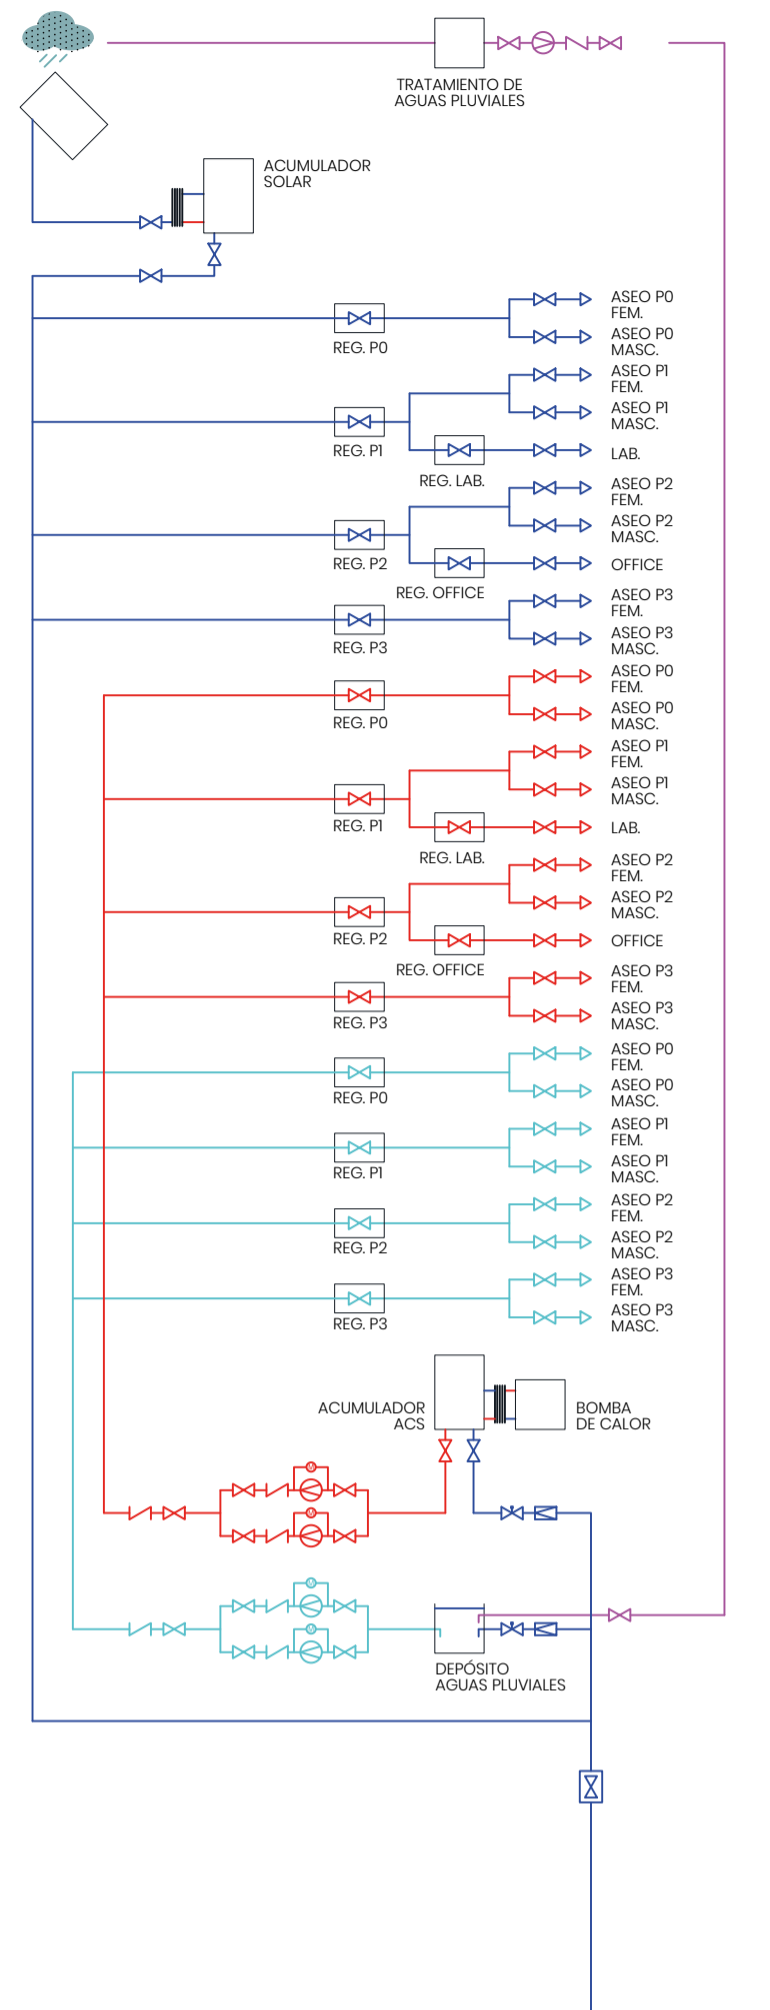 TRATAMIENTO DE
AGUAS PLUVIALES
ACUMULADOR
SOLAR
ASEO P0
FEM.
REG. P0
ASEO P0
MASC.
ASEO P1
FEM.
ASEO P1
MASC.
REG. P1
LAB.
REG. LAB.
ASEO P2
FEM.
ASEO P2
MASC.
REG. P2
OFFICE
REG. OFFICE
ASEO P3
FEM.
ASEO P3
MASC.
REG. P3
ASEO P0
FEM.
ASEO P0
MASC.
REG. P0
ASEO P1
FEM.
ASEO P1
MASC.
REG. P1
LAB.
REG. LAB.
ASEO P2
FEM.
ASEO P2
MASC.
REG. P2
OFFICE
REG. OFFICE
ASEO P3
FEM.
ASEO P3
MASC.
REG. P3
ASEO P0
FEM.
ASEO P0
MASC.
REG. P0
ASEO P1
FEM.
ASEO P1
MASC.
REG. P1
ASEO P2
FEM.
ASEO P2
MASC.
REG. P2
ASEO P3
FEM.
ASEO P3
MASC.
REG. P3
ACUMULADOR
ACS
BOMBA
DE CALOR
DEPÓSITO
AGUAS PLUVIALES